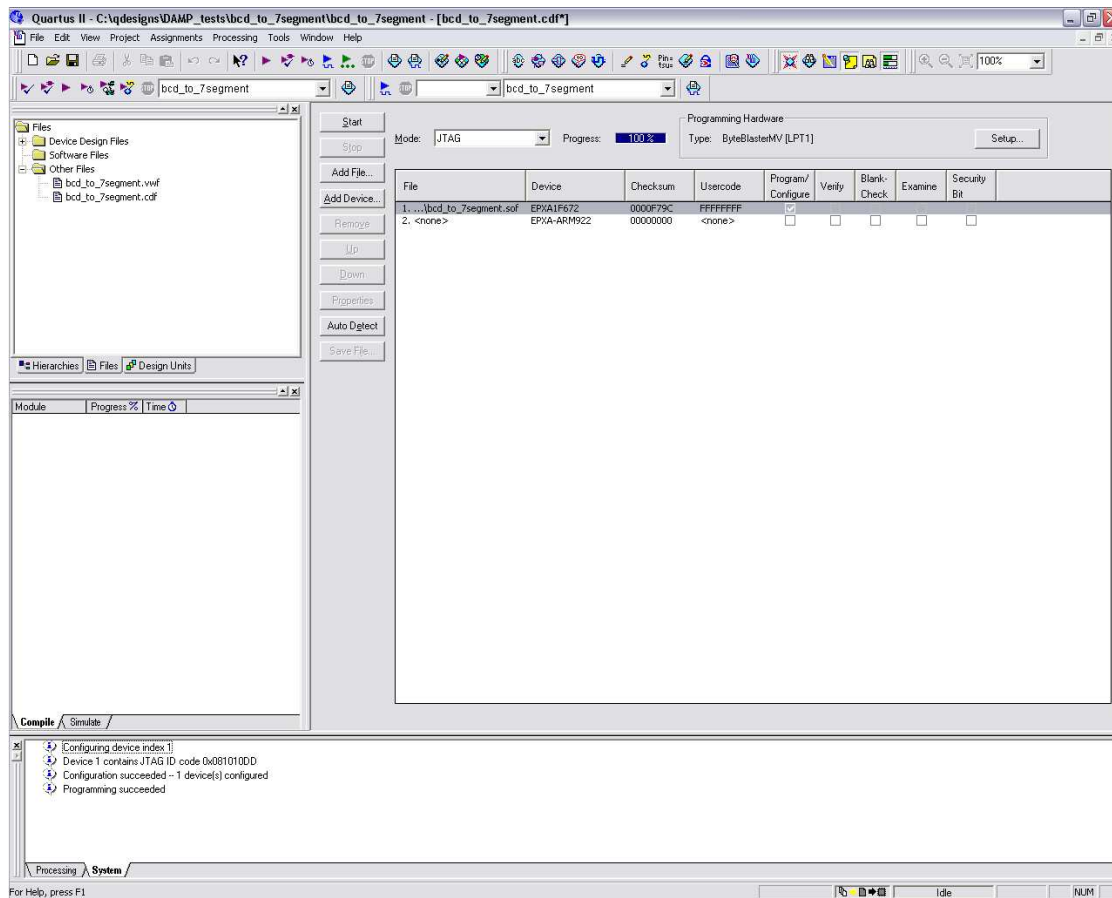 Quartus II - C:\qdesigns\DAMP_tests\bcd_to_7segment\bcd_to_7segment - [bcd_to_7segment.cdf*]
File Edit View Project Assignments Processing Tools Window Help
100%
bcd_to_7segment
bcd_to_7segment
Files
Device Design Files
Software Files
Other Files
bcd_to_7segment.vwf
bcd_to_7segment.cdf
Hierarchies Files Design Units
Module Progress % Time
Compile Simulate
Start
Stop
Add File...
Add Device...
Remove
Up
Down
Properties
Auto Detect
Save File...
Mode: JTAG Progress: 100 %
Programming Hardware
Type: ByteBlasterMV [LPT1] Setup...
File Device Checksum Usercode Program/ Configure Verify Blank- Check Examine Security Bit
1. ...\bcd_to_7segment.sof EPXA1F672 0000F79C FFFFFFFF
2. <none> EPXA-ARM922 00000000 <none>
Configuring device index 1
Device 1 contains JTAG ID code 0x081010DD
Configuration succeeded -- 1 device(s) configured
Programming succeeded
Processing System
For Help, press F1 Idle NUM